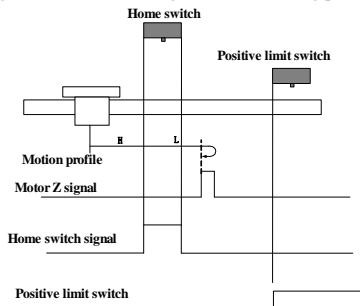 Home switch
Positive limit switch
H L
Motion profile
Motor Z signal
Home switch signal
Positive limit switch